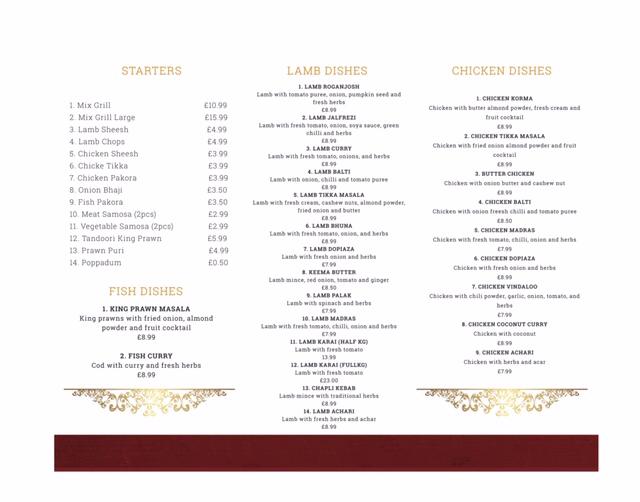 STARTERS
1. Mix Grill £10.99
2. Mix Grill Large £15.99
3. Lamb Sheesh £4.99
4. Lamb Chops £4.99
5. Chicken Sheesh £3.99
6. Chicke Tikka £3.99
7. Chicken Pakora £3.99
8. Onion Bhaji £3.50
9. Fish Pakora £3.50
10. Meat Samosa (2pcs) £2.99
11. Vegetable Samosa (2pcs) £2.99
12. Tandoori King Prawn £5.99
13. Prawn Puri £4.99
14. Poppadum £0.50
FISH DISHES
1. KING PRAWN MASALA
King prawns with fried onion, almond
powder and fruit cocktail
£8.99
2. FISH CURRY
Cod with curry and fresh herbs
£8.99
LAMB DISHES
1. LAMB ROGANJOSH
Lamb with tomato puree, onion, pumpkin seed and
fresh herbs
£8.99
2. LAMB JALFREZI
Lamb with fresh tomato, onion, soya sauce, green
chilli and herbs
£8.99
3. LAMB CURRY
Lamb with fresh tomato, onions, and herbs
£8.99
4. LAMB BALTI
Lamb with onion, chilli and tomato puree
£8.99
5. LAMB TIKKA MASALA
Lamb with fresh cream, cashew nuts, almond powder,
fried onion and butter
£8.99
6. LAMB BHUNA
Lamb with fresh tomato, onion, and herbs
£8.99
7. LAMB DOPIAZA
Lamb with fresh onion and herbs
£7.99
8. KEEMA BUTTER
Lamb mince, red onion, tomato and ginger
£8.50
9. LAMB PALAK
Lamb with spinach and herbs
£7.99
10. LAMB MADRAS
Lamb with fresh tomato, chilli, onion and herbs
£7.99
11. LAMB KARAI (HALF KG)
Lamb with fresh tomato
13.99
12. LAMB KARAI (FULLKG)
Lamb with fresh tomato
£23.00
13. CHAPLI KEBAB
Lamb mince with traditional herbs
£8.99
14. LAMB ACHARI
Lamb with fresh herbs and achar
£8.99
CHICKEN DISHES
1. CHICKEN KORMA
Chicken with butter almond powder, fresh cream and
fruit cocktail
£8.99
2. CHICKEN TIKKA MASALA
Chicken with fried onion almond powder and fruit
cocktail
£8.99
3. BUTTER CHICKEN
Chicken with onion butter and cashew nut
£8.99
4. CHICKEN BALTI
Chicken with onion freesh chilli and tomato puree
£8.50
5. CHICKEN MADRAS
Chicken with fresh tomato, chilli, onion and herbs
£7.99
6. CHICKEN DOPIAZA
Chicken with fresh onion and herbs
£8.99
7. CHICKEN VINDALOO
Chicken with chili powder, garlic, onion, tomato, and
herbs
£7.99
8. CHICKEN COCONUT CURRY
Chicken with coconut
£8.99
9. CHICKEN ACHARI
Chicken with herbs and acar
£7.99